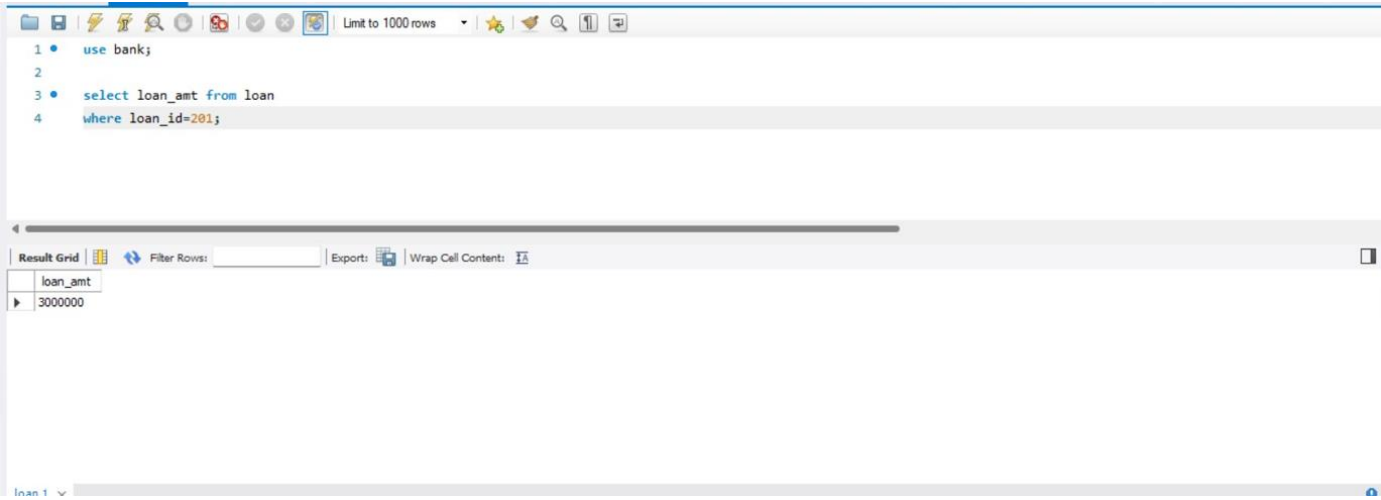 Limit to 1000 rows
1 use bank;
2
3 select loan_amt from loan
4 where loan_id=201;
Result Grid Filter Rows: Export: Wrap Cell Content:
loan_amt
3000000
loan 1